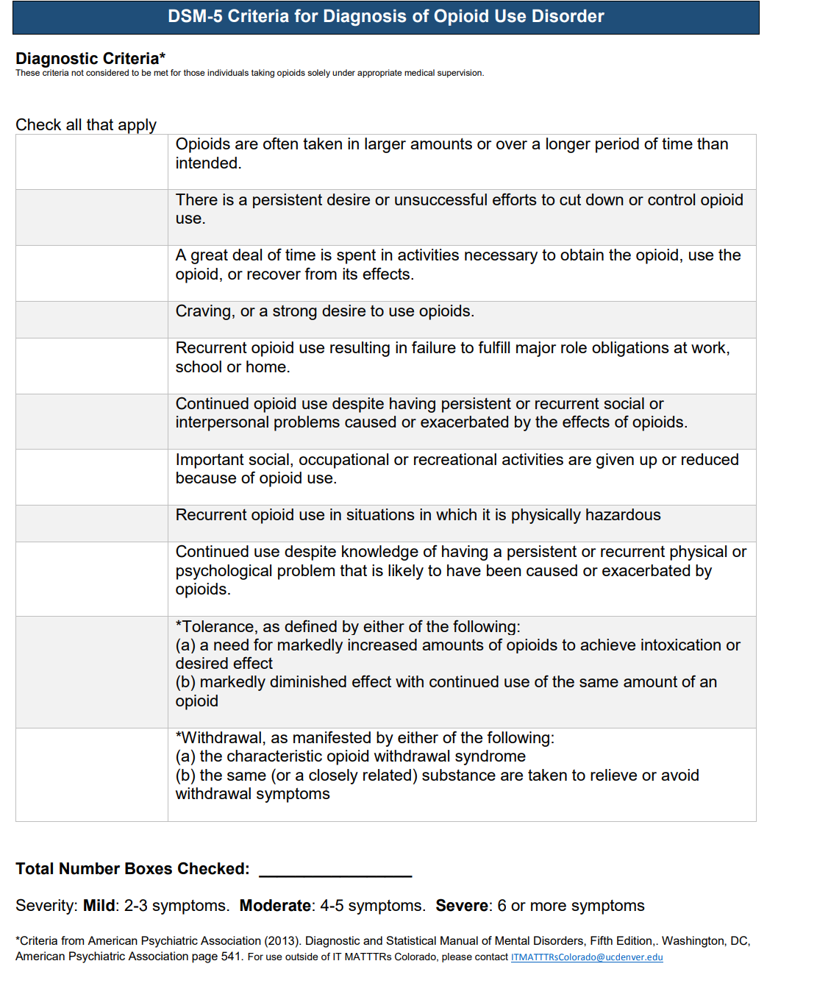 DSM-5 Criteria for Diagnosis of Opioid Use Disorder
Diagnostic Criteria*
These criteria not considered to be met for those individuals taking opioids solely under appropriate medical supervision.
Check all that apply
Opioids are often taken in larger amounts or over a longer period of time than
intended.
There is a persistent desire or unsuccessful efforts to cut down or control opioid
use.
A great deal of time is spent in activities necessary to obtain the opioid, use the
opioid, or recover from its effects.
Craving, or a strong desire to use opioids.
Recurrent opioid use resulting in failure to fulfill major role obligations at work,
school or home.
Continued opioid use despite having persistent or recurrent social or
interpersonal problems caused or exacerbated by the effects of opioids.
Important social, occupational or recreational activities are given up or reduced
because of opioid use.
Recurrent opioid use in situations in which it is physically hazardous
Continued use despite knowledge of having a persistent or recurrent physical or
psychological problem that is likely to have been caused or exacerbated by
opioids.
*Tolerance, as defined by either of the following:
(a) a need for markedly increased amounts of opioids to achieve intoxication or
desired effect
(b) markedly diminished effect with continued use of the same amount of an
opioid
*Withdrawal, as manifested by either of the following:
(a) the characteristic opioid withdrawal syndrome
(b) the same (or a closely related) substance are taken to relieve or avoid
withdrawal symptoms
Total Number Boxes Checked: _________________
Severity: Mild: 2-3 symptoms. Moderate: 4-5 symptoms. Severe: 6 or more symptoms
*Criteria from American Psychiatric Association (2013). Diagnostic and Statistical Manual of Mental Disorders, Fifth Edition,. Washington, DC,
American Psychiatric Association page 541. For use outside of IT MATTTRs Colorado, please contact ITMATTTRsColorado@ucdenver.edu